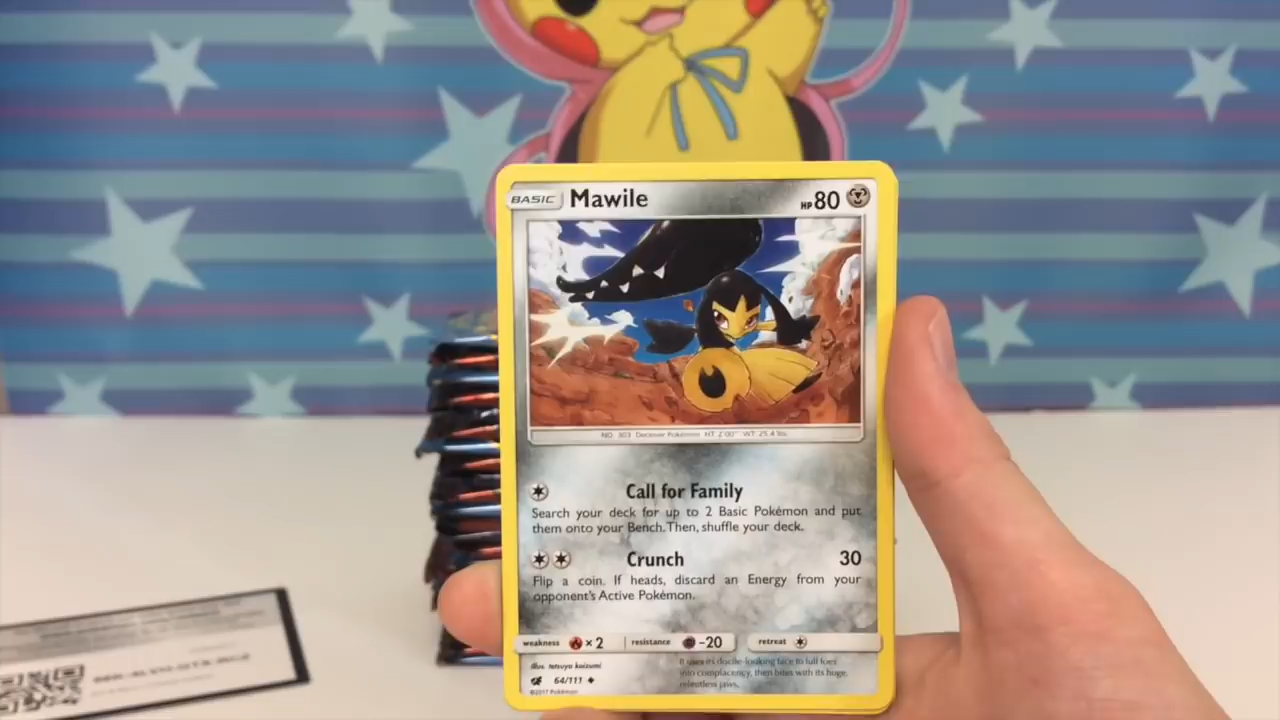 BASIC Mawile HP 80
NO. 303 Deceiver Pokémon HT: 2'00" WT: 25.4 lbs.
Call for Family
Search your deck for up to 2 Basic Pokémon and put
them onto your Bench. Then, shuffle your deck.
Crunch 30
Flip a coin. If heads, discard an Energy from your
opponent's Active Pokémon.
weakness ×2 resistance -20 retreat
Illus. tetsuya koizumi
64/111
©2017 Pokémon
It uses its docile-looking face to lull foes
into complacency, then bites with its huge,
relentless jaws.